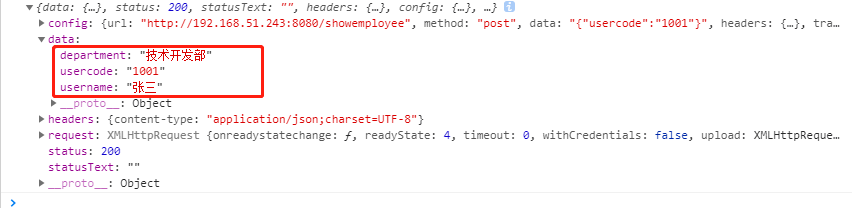 {data: {…}, status: 200, statusText: "", headers: {…}, config: {…}, …} i
config: {url: "http://192.168.51.243:8080/showemployee", method: "post", data: "{"usercode":"1001"}", headers: {…}, tra…
data:
department: "技术开发部"
usercode: "1001"
username: "张三"
__proto__: Object
headers: {content-type: "application/json;charset=UTF-8"}
request: XMLHttpRequest {onreadystatechange: ƒ, readyState: 4, timeout: 0, withCredentials: false, upload: XMLHttpReque…
status: 200
statusText: ""
__proto__: Object